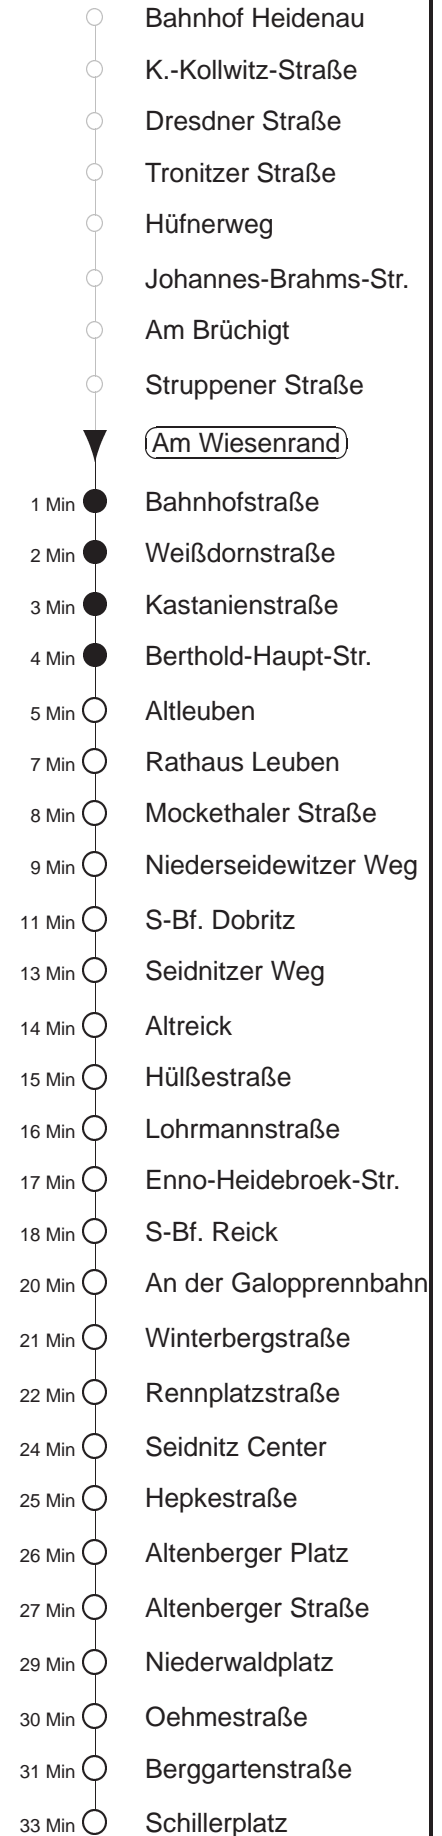 Bahnhof Heidenau
K.-Kollwitz-Straße
Dresdner Straße
Tronitzer Straße
Hüfnerweg
Johannes-Brahms-Str.
Am Brüchigt
Struppener Straße
Am Wiesenrand
1 Min Bahnhofstraße
2 Min Weißdornstraße
3 Min Kastanienstraße
4 Min Berthold-Haupt-Str.
5 Min Altleuben
7 Min Rathaus Leuben
8 Min Mockethaler Straße
9 Min Niederseidewitzer Weg
11 Min S-Bf. Dobritz
13 Min Seidnitzer Weg
14 Min Altreick
15 Min Hülßestraße
16 Min Lohrmannstraße
17 Min Enno-Heidebroek-Str.
18 Min S-Bf. Reick
20 Min An der Galopprennbahn
21 Min Winterbergstraße
22 Min Rennplatzstraße
24 Min Seidnitz Center
25 Min Hepkestraße
26 Min Altenberger Platz
27 Min Altenberger Straße
29 Min Niederwaldplatz
30 Min Oehmestraße
31 Min Berggartenstraße
33 Min Schillerplatz